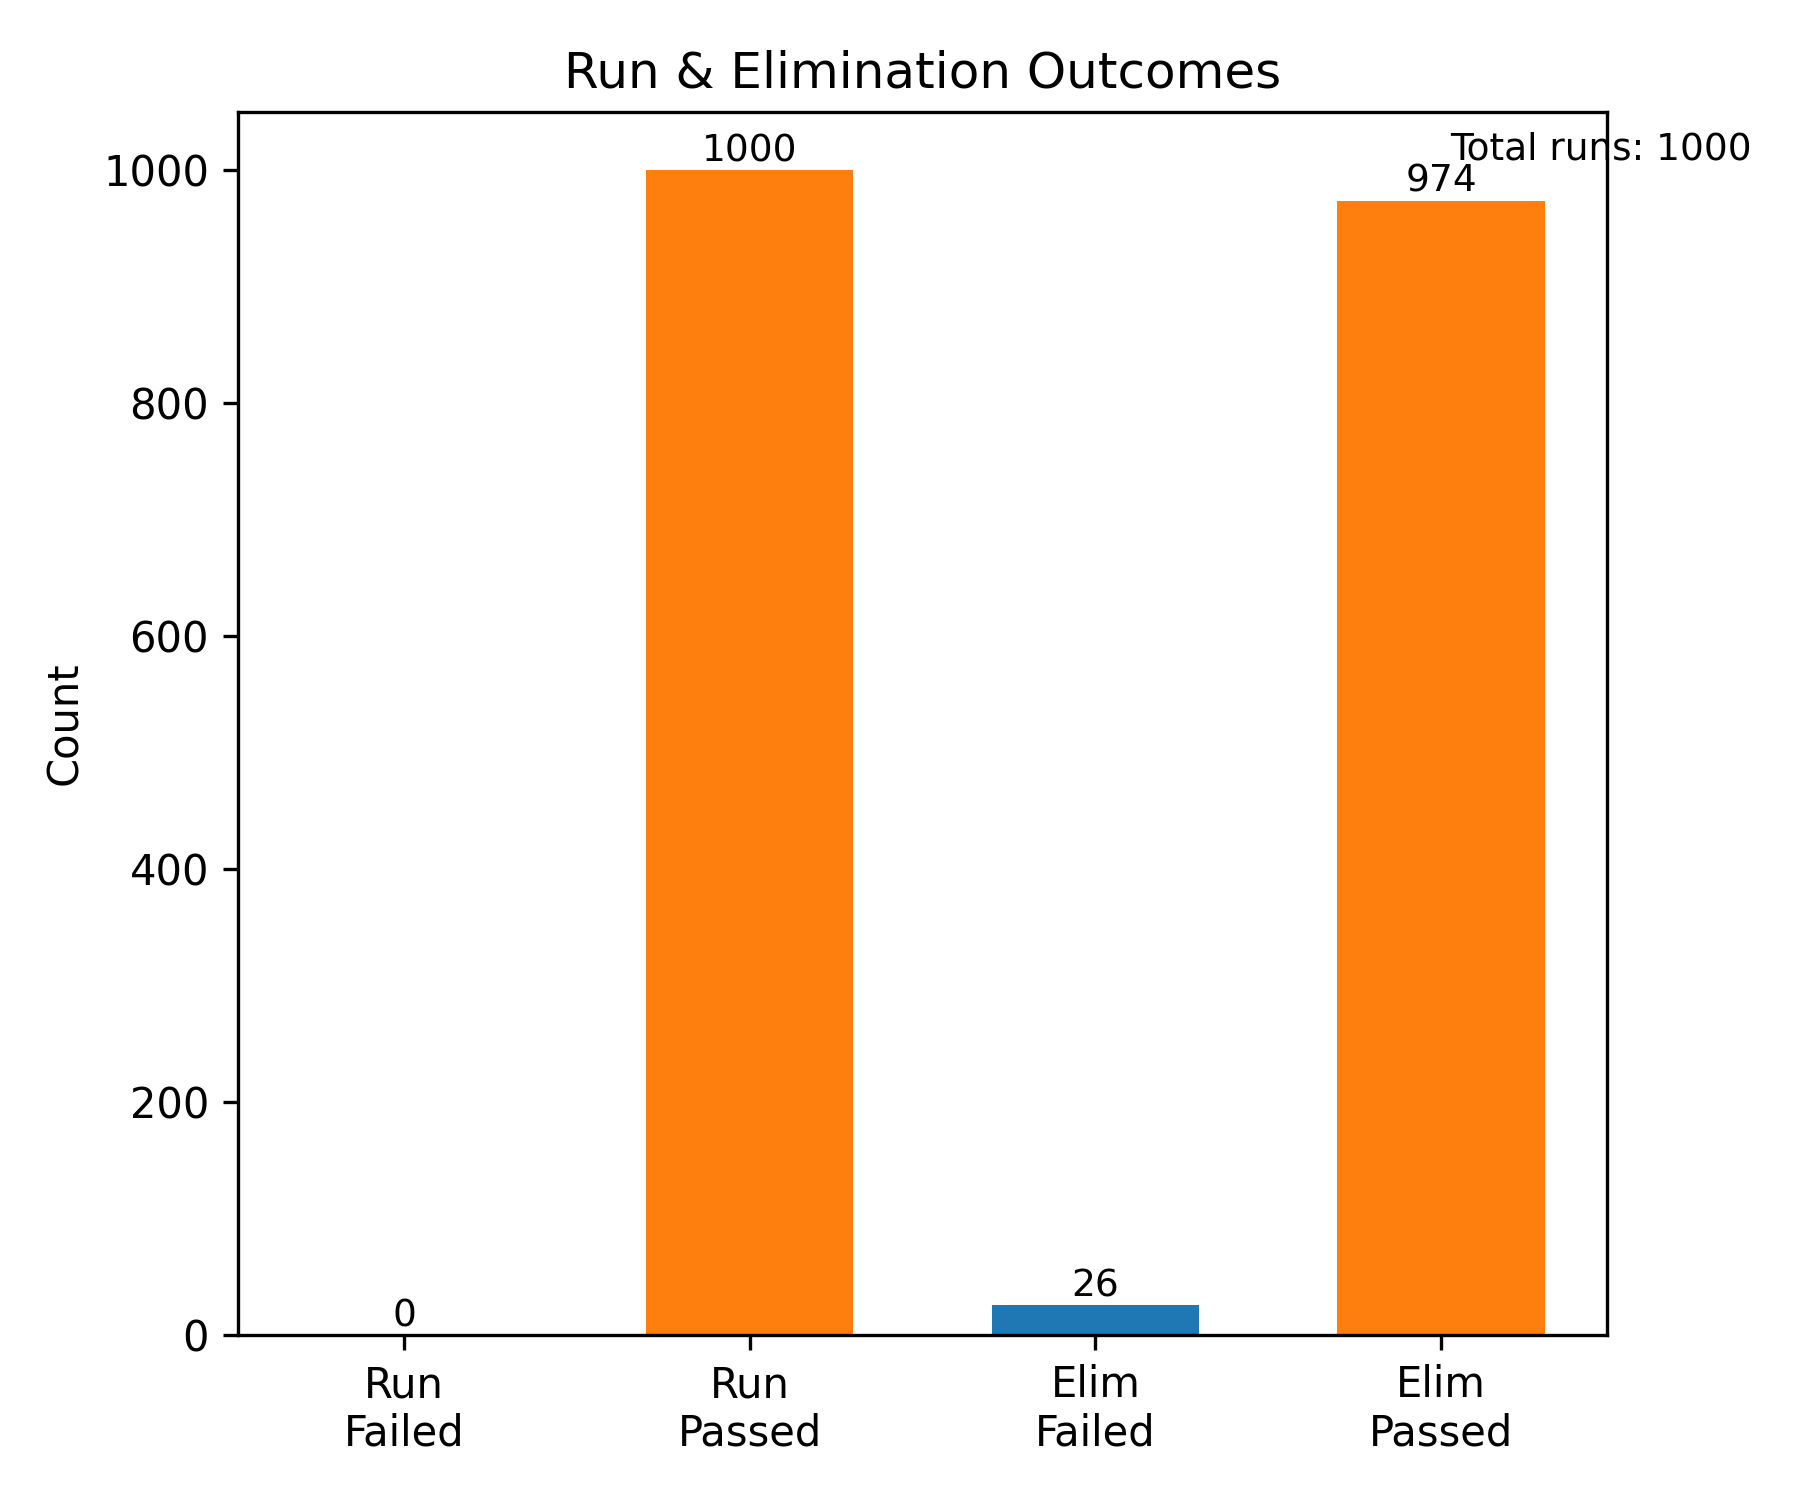 Run & Elimination Outcomes
Total runs: 1000
1000
974
26
0
Count
1000
800
600
400
200
0
Run
Failed
Run
Passed
Elim
Failed
Elim
Passed